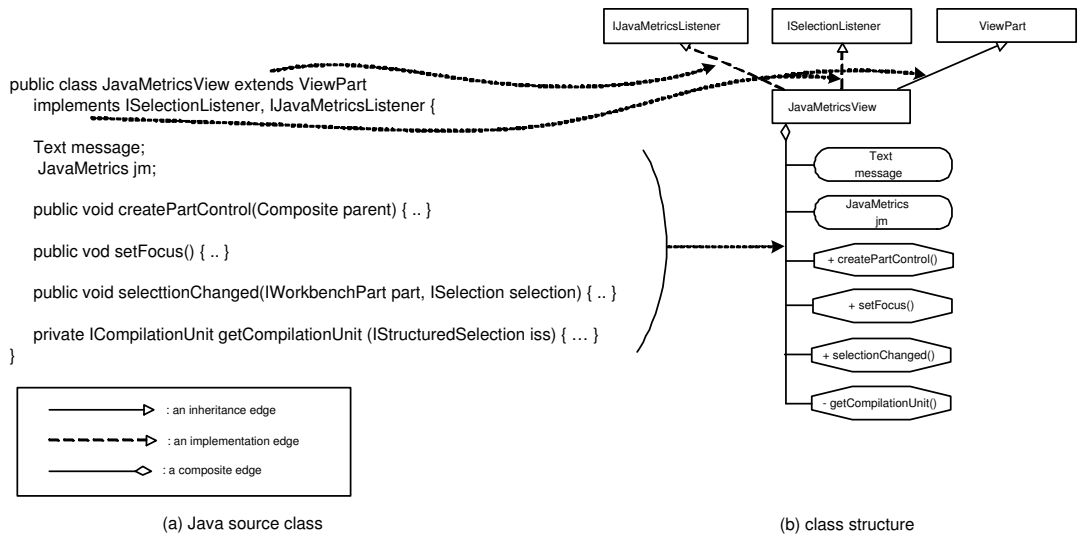 IJavaMetricsListener
ISelectionListener
ViewPart
public class JavaMetricsView extends ViewPart
implements ISelectionListener, IJavaMetricsListener {
JavaMetricsView
Text message;
JavaMetrics jm;
public void createPartControl(Composite parent) { .. }
public vod setFocus() { .. }
public void selecttionChanged(IWorkbenchPart part, ISelection selection) { .. }
private ICompilationUnit getCompilationUnit (IStructuredSelection iss) { … }
}
Text
message
JavaMetrics
jm
+ createPartControl()
+ setFocus()
+ selectionChanged()
- getCompilationUnit()
: an inheritance edge
: an implementation edge
: a composite edge
(a) Java source class
(b) class structure